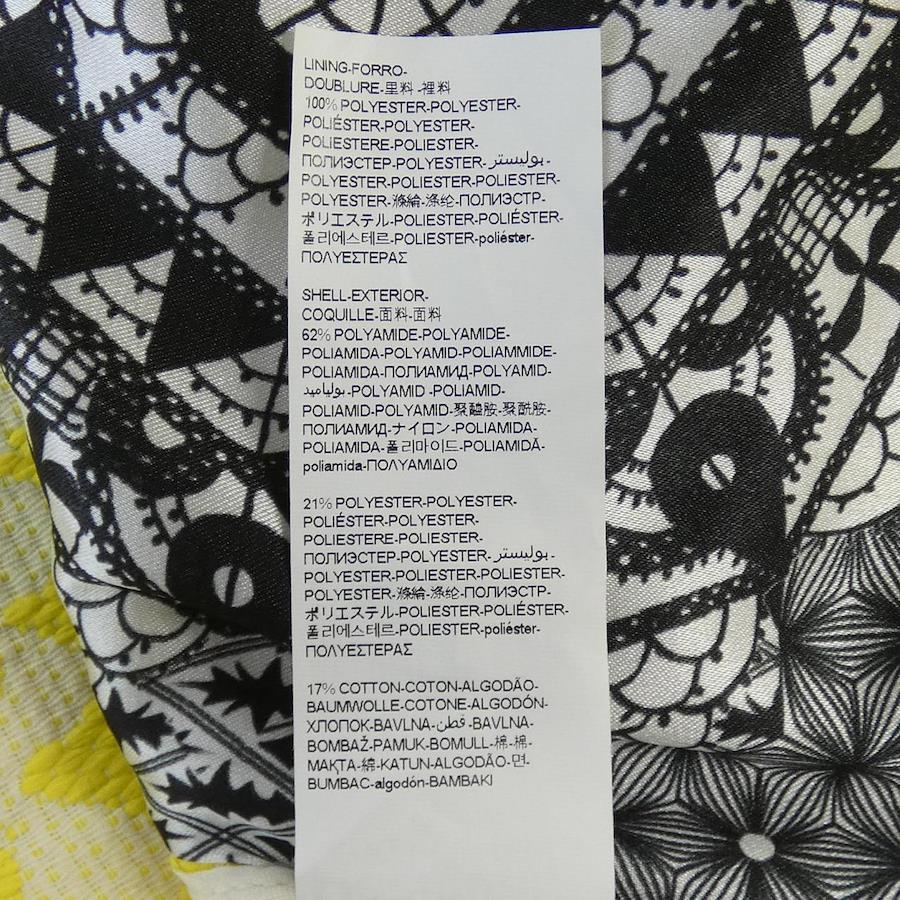 LINING-FORRO-
DOUBLURE-里料 -裡料
100% POLYESTER-POLYESTER-
POLIÉSTER-POLYESTER-
POLIESTERE-POLIESTER-
ПОЛИЭСТЕР-POLYESTER- بوليستر -
POLYESTER-POLIESTER-POLIESTER-
POLYESTER-滌綸-涤纶-ПОЛИЭСТР-
ポリエステル-POLIESTER-POLIÉSTER-
폴리에스테르-POLIESTER-poliéster-
ΠΟΛΥΕΣΤΕΡΑΣ
SHELL-EXTERIOR-
COQUILLE-面料-面料
62% POLYAMIDE-POLYAMIDE-
POLIAMIDA-POLYAMID-POLIAMMIDE-
POLIAMIDA-ПОЛИАМИД-POLYAMID-
بولياميد -POLYAMID -POLIAMID-
POLIAMID-POLYAMID-聚醯胺-聚酰胺-
ПОЛИАМИД-ナイロン-POLIAMIDA-
POLIAMIDA-폴리마이드-POLIAMIDĂ-
poliamida-ΠΟΛΥΑΜΙΔΙΟ
21% POLYESTER-POLYESTER-
POLIÉSTER-POLYESTER-
POLIESTERE-POLIESTER-
ПОЛИЭСТЕР-POLYESTER- بوليستر -
POLYESTER-POLIESTER-POLIESTER-
POLYESTER-滌綸-涤纶-ПОЛИЭСТР-
ポリエステル-POLIESTER-POLIÉSTER-
폴리에스테르-POLIESTER-poliéster-
ΠΟΛΥΕΣΤΕΡΑΣ
17% COTTON-COTON-ALGODÃO-
BAUMWOLLE-COTONE-ALGODÓN-
ХЛОПОК-BAVLNA- قطن -BAVLNA-
BOMBAŽ-PAMUK-BOMULL-棉-棉-
МАҚТА-綿-KATUN-ALGODÃO-면-
BUMBAC-algodón-BAMBAKI